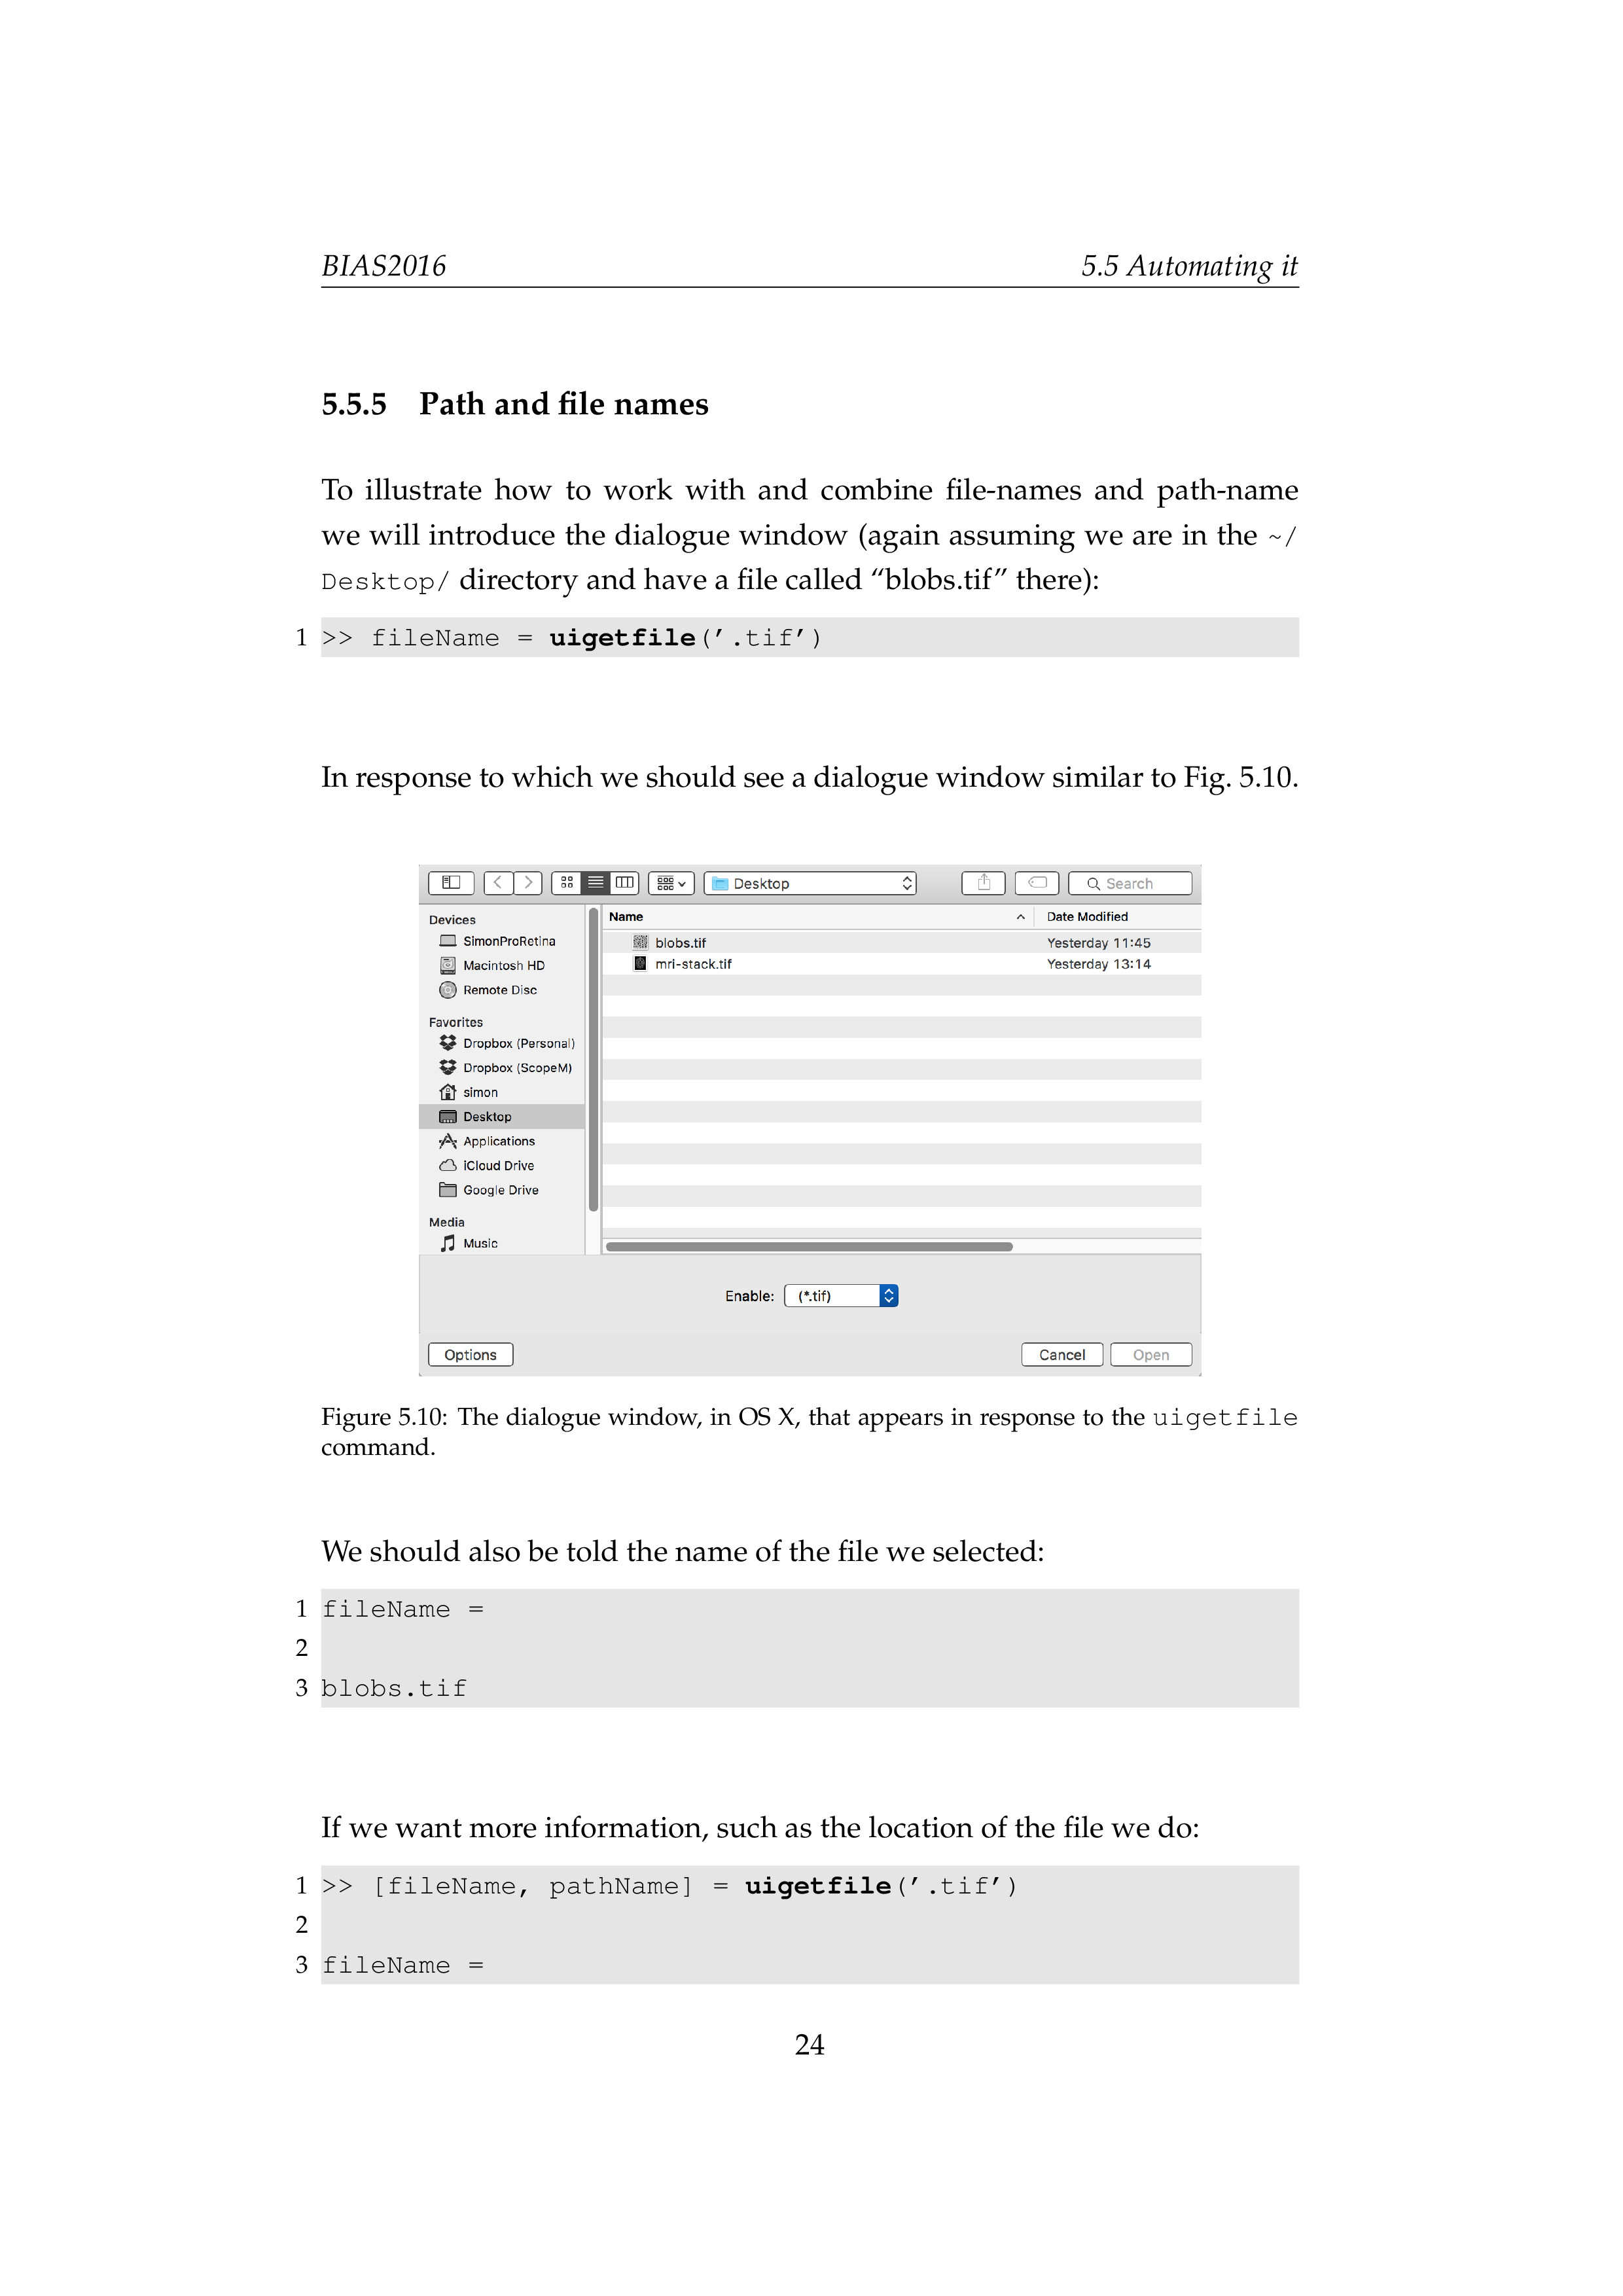 BIAS2016 5.5 Automating it
5.5.5 Path and file names
To illustrate how to work with and combine file-names and path-name
we will introduce the dialogue window (again assuming we are in the ~/
Desktop/ directory and have a file called “blobs.tif” there):
1 >> fileName = uigetfile('.tif')
In response to which we should see a dialogue window similar to Fig. 5.10.
Desktop
Search
Devices
SimonProRetina
Macintosh HD
Remote Disc
Favorites
Dropbox (Personal)
Dropbox (ScopeM)
simon
Desktop
Applications
iCloud Drive
Google Drive
Media
Music
Name Date Modified
blobs.tif Yesterday 11:45
mri-stack.tif Yesterday 13:14
Enable: (*.tif)
Options Cancel Open
Figure 5.10: The dialogue window, in OS X, that appears in response to the uigetfile
command.
We should also be told the name of the file we selected:
1 fileName =
2
3 blobs.tif
If we want more information, such as the location of the file we do:
1 >> [fileName, pathName] = uigetfile('.tif')
2
3 fileName =
24